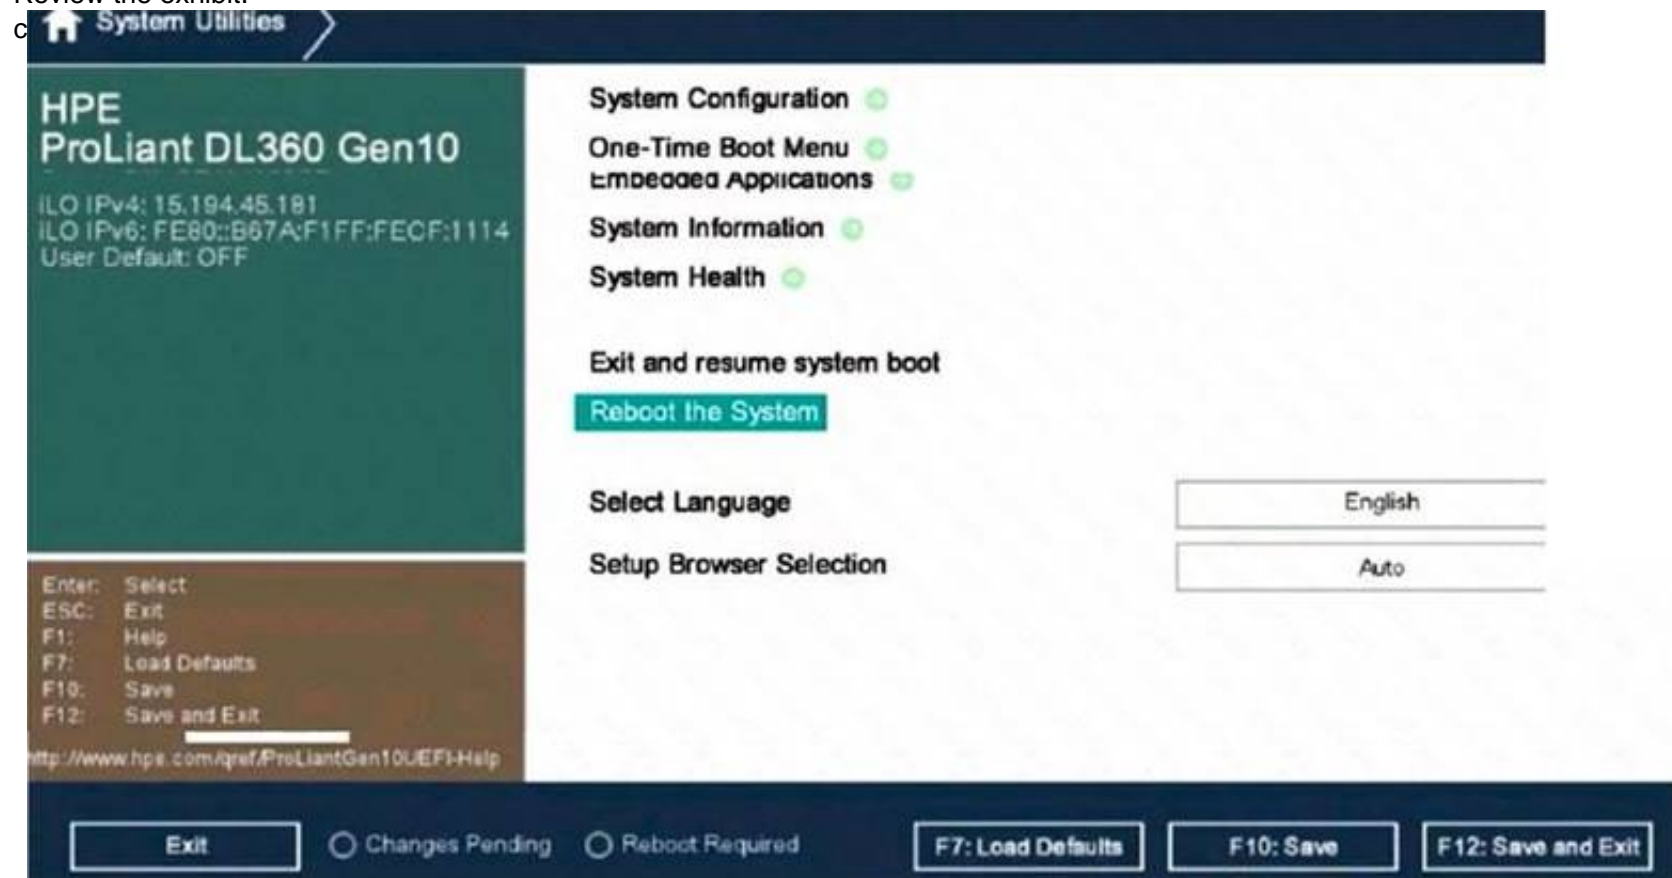 Review the exhibit.
c
System Utilities
HPE
ProLiant DL360 Gen10
iLO IPv4: 15.194.45.181
iLO IPv6: FE80::B67A:F1FF:FECF:1114
User Default: OFF
System Configuration
One-Time Boot Menu
Embedded Applications
System Information
System Health
Exit and resume system boot
Reboot the System
Select Language English
Setup Browser Selection Auto
Enter: Select
ESC: Exit
F1: Help
F7: Load Defaults
F10: Save
F12: Save and Exit
http://www.hpe.com/qref/ProLiantGen10UEFI-Help
Exit Changes Pending Reboot Required F7: Load Defaults F10: Save F12: Save and Exit